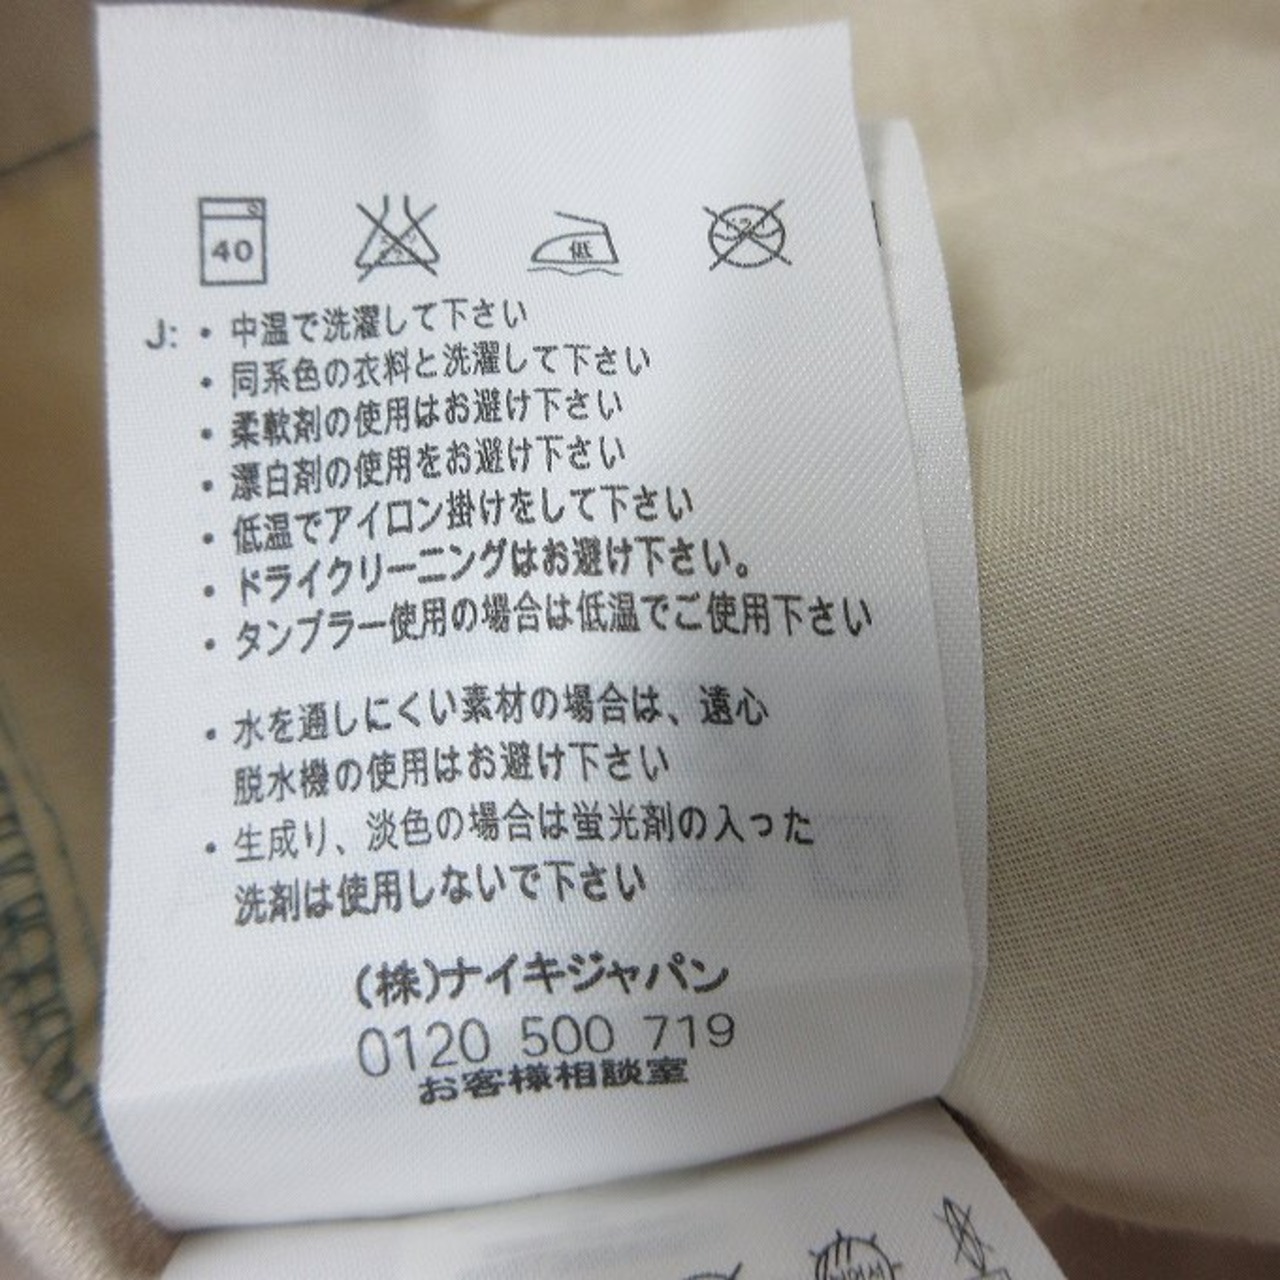 40
低
J: ・中温で洗濯して下さい
・同系色の衣料と洗濯して下さい
・柔軟剤の使用はお避け下さい
・漂白剤の使用をお避け下さい
・低温でアイロン掛けをして下さい
・ドライクリーニングはお避け下さい。
・タンブラー使用の場合は低温でご使用下さい
・水を通しにくい素材の場合は、遠心
脱水機の使用はお避け下さい
・生成り、淡色の場合は蛍光剤の入った
洗剤は使用しないで下さい
(株)ナイキジャパン
0120 500 719
お客様相談室